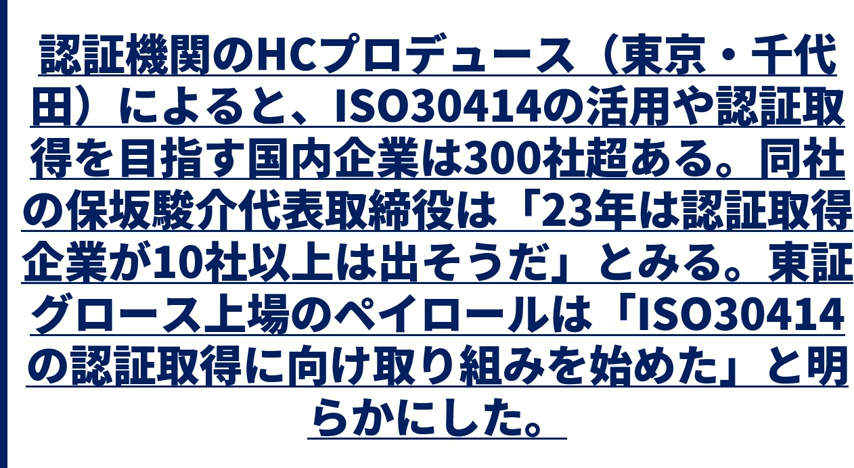 認証機関のHCプロデュース（東京・千代
田）によると、ISO30414の活用や認証取
得を目指す国内企業は300社超ある。同社
の保坂駿介代表取締役は「23年は認証取得
企業が10社以上は出そうだ」とみる。東証
グロース上場のペイロールは「ISO30414
の認証取得に向け取り組みを始めた」と明
らかにした。